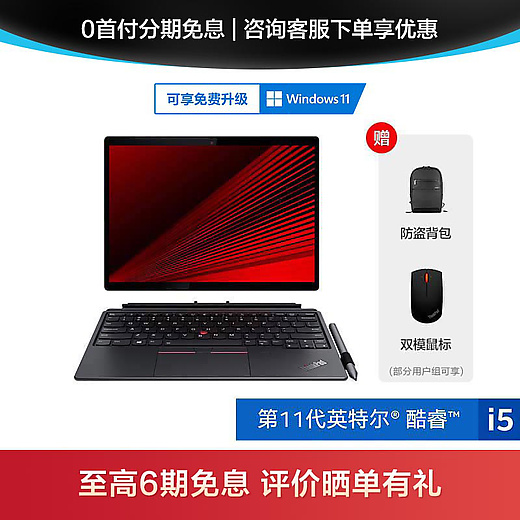 0首付分期免息 | 咨询客服下单享优惠
可享免费升级 Windows 11
赠
防盗背包
双模鼠标
(部分用户组可享)
ThinkPad
第11代英特尔® 酷睿™ i5
至高6期免息 评价晒单有礼